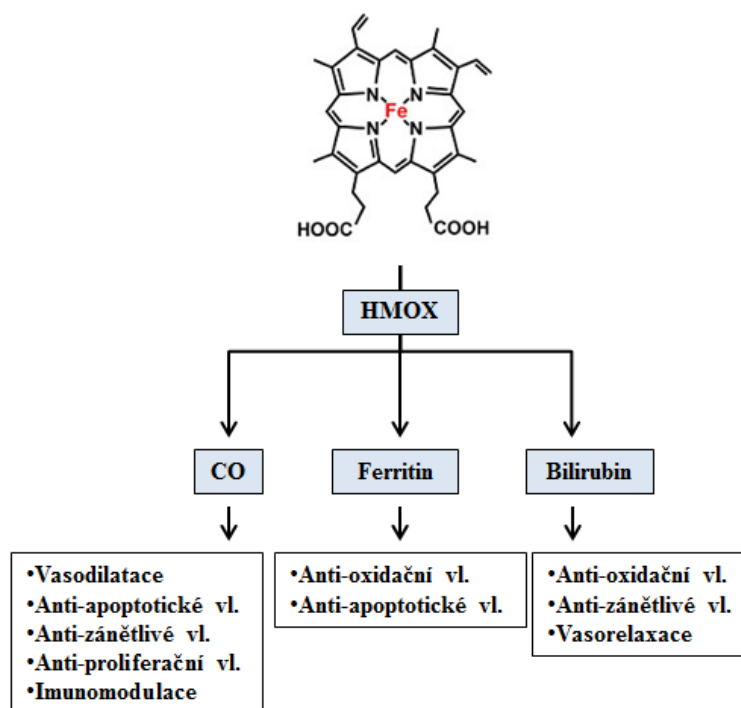 N
N
Fe
N
N
HOOC
COOH
HMOX
CO
Ferritin
Bilirubin
•Vasodilatace
•Anti-apoptotické vl.
•Anti-zánětlivé vl.
•Anti-proliferační vl.
•Imunomodulace
•Anti-oxidační vl.
•Anti-apoptotické vl.
•Anti-oxidační vl.
•Anti-zánětlivé vl.
•Vasorelaxace